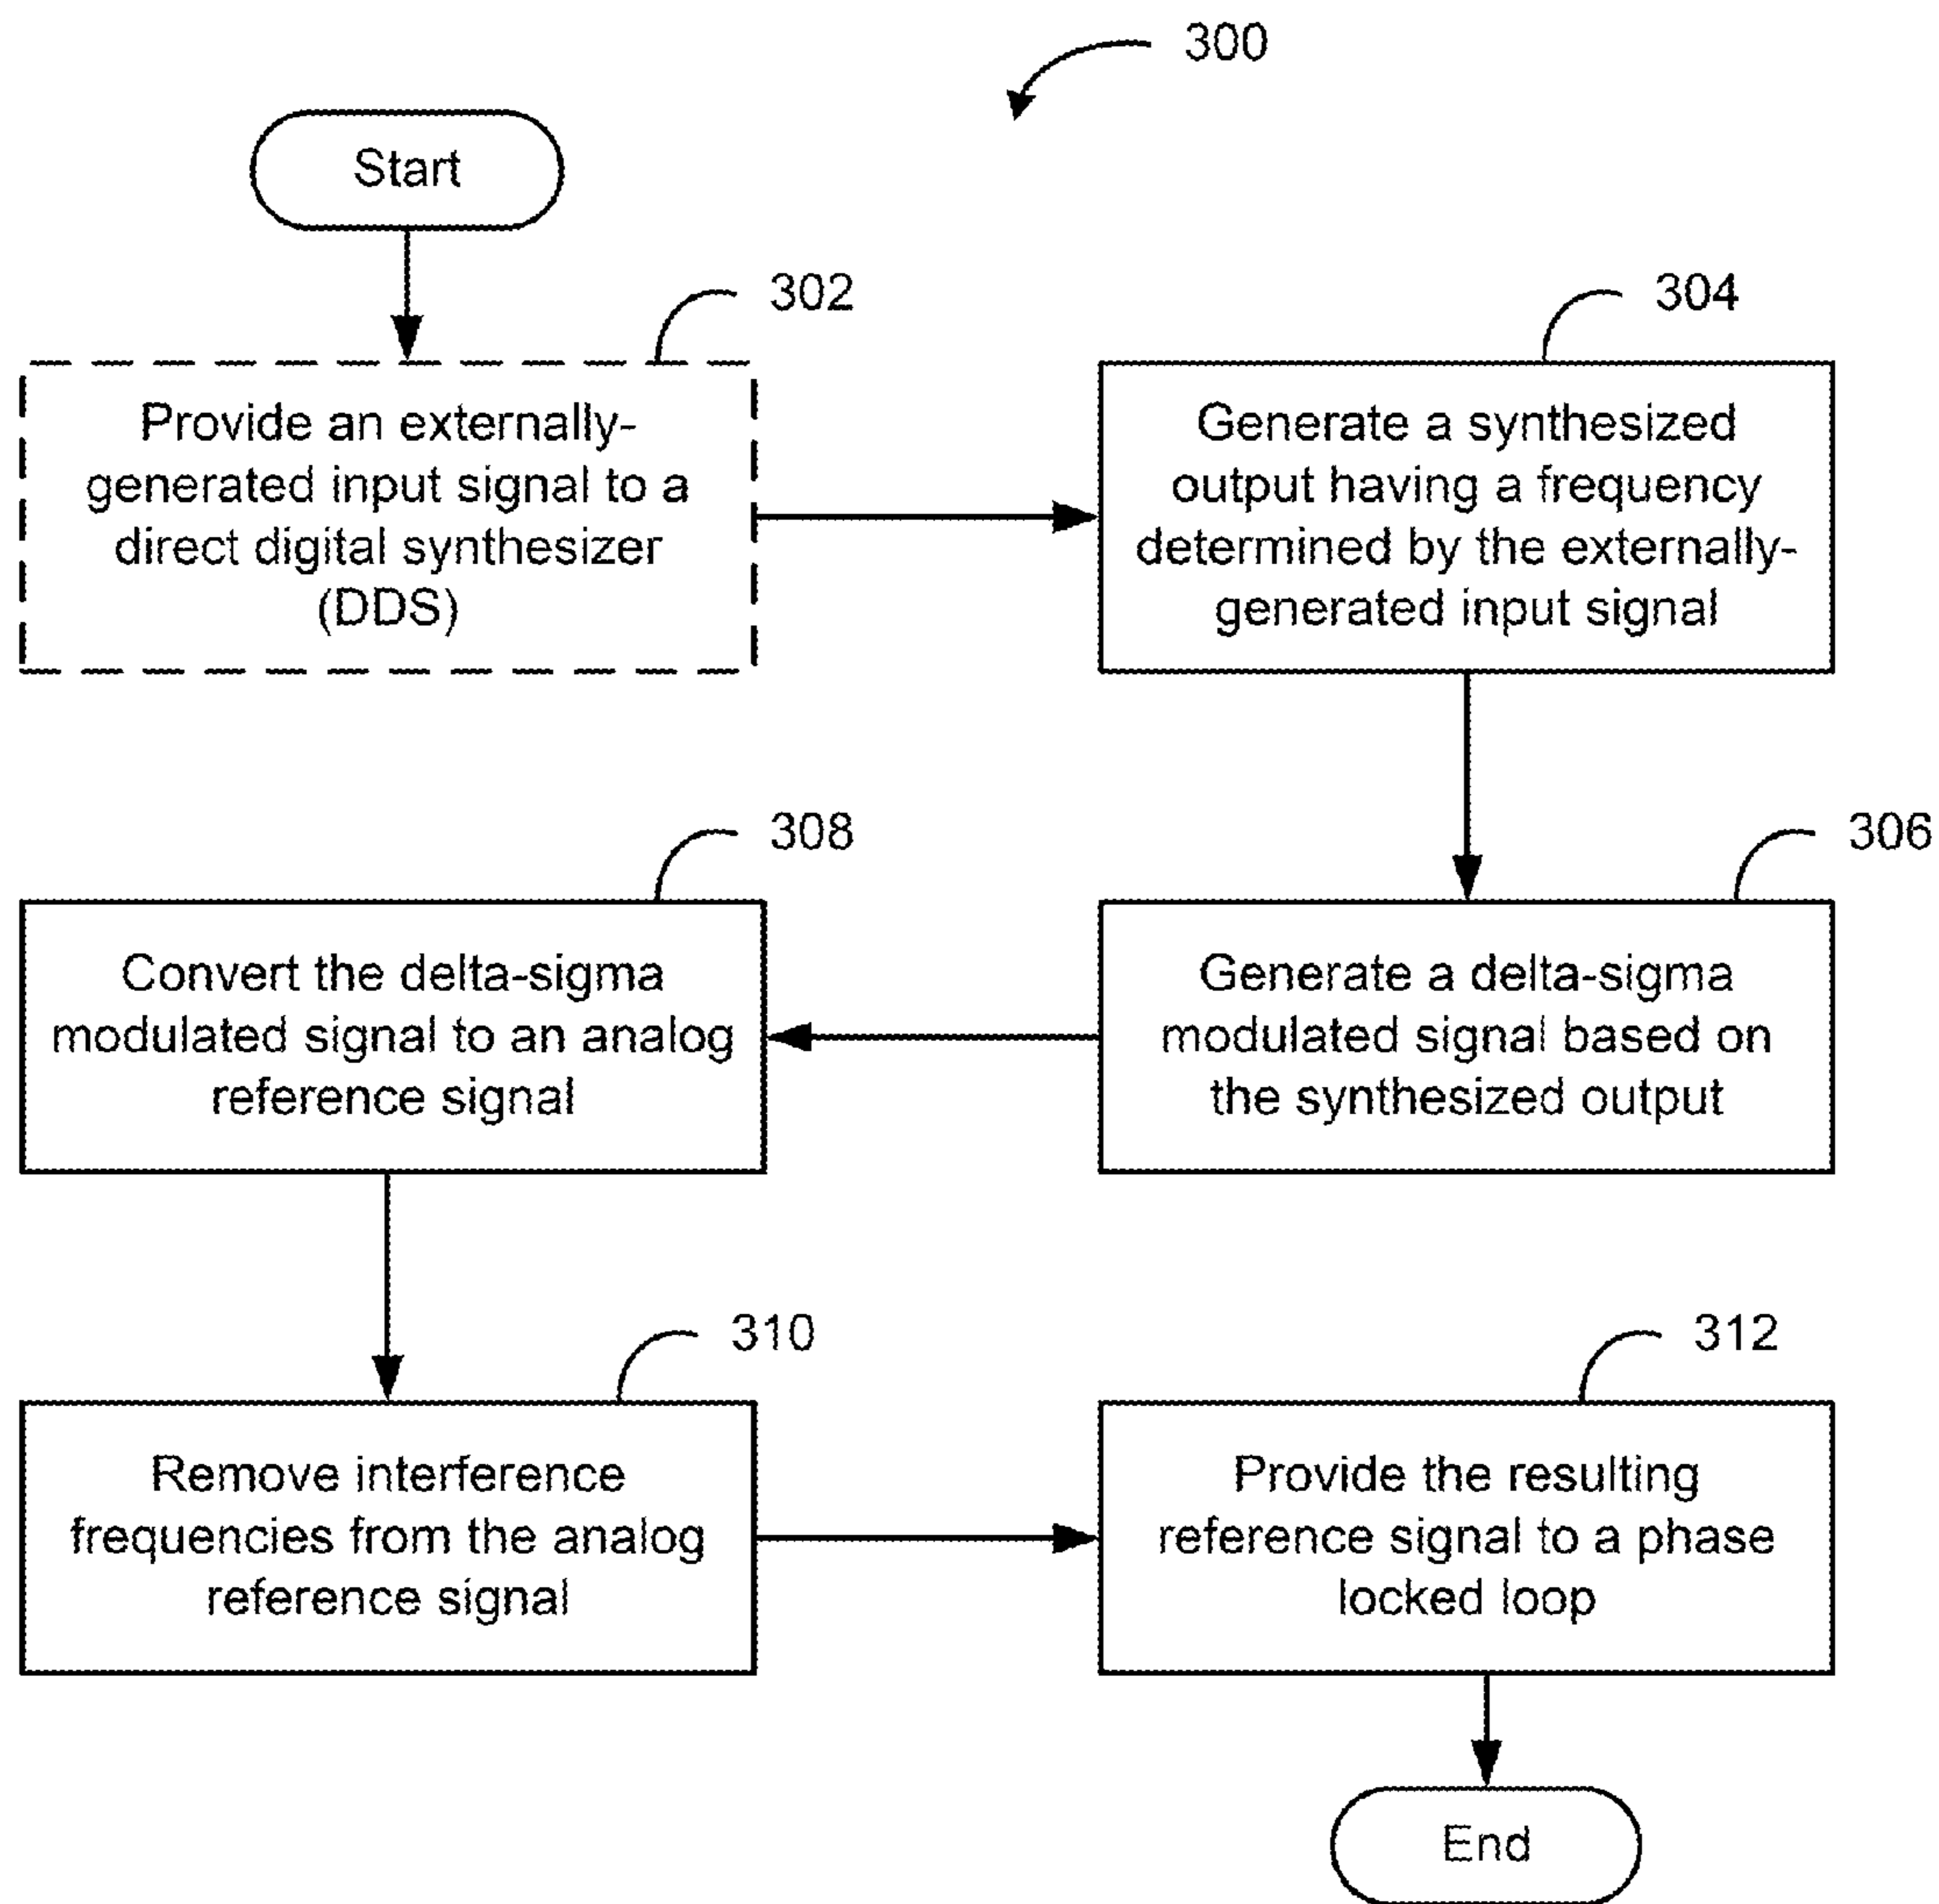 300
Start
302
Provide an externally-
generated input signal to a
direct digital synthesizer
(DDS)
304
Generate a synthesized
output having a frequency
determined by the externally-
generated input signal
306
Generate a delta-sigma
modulated signal based on
the synthesized output
308
Convert the delta-sigma
modulated signal to an analog
reference signal
310
Remove interference
frequencies from the analog
reference signal
312
Provide the resulting
reference signal to a phase
locked loop
End